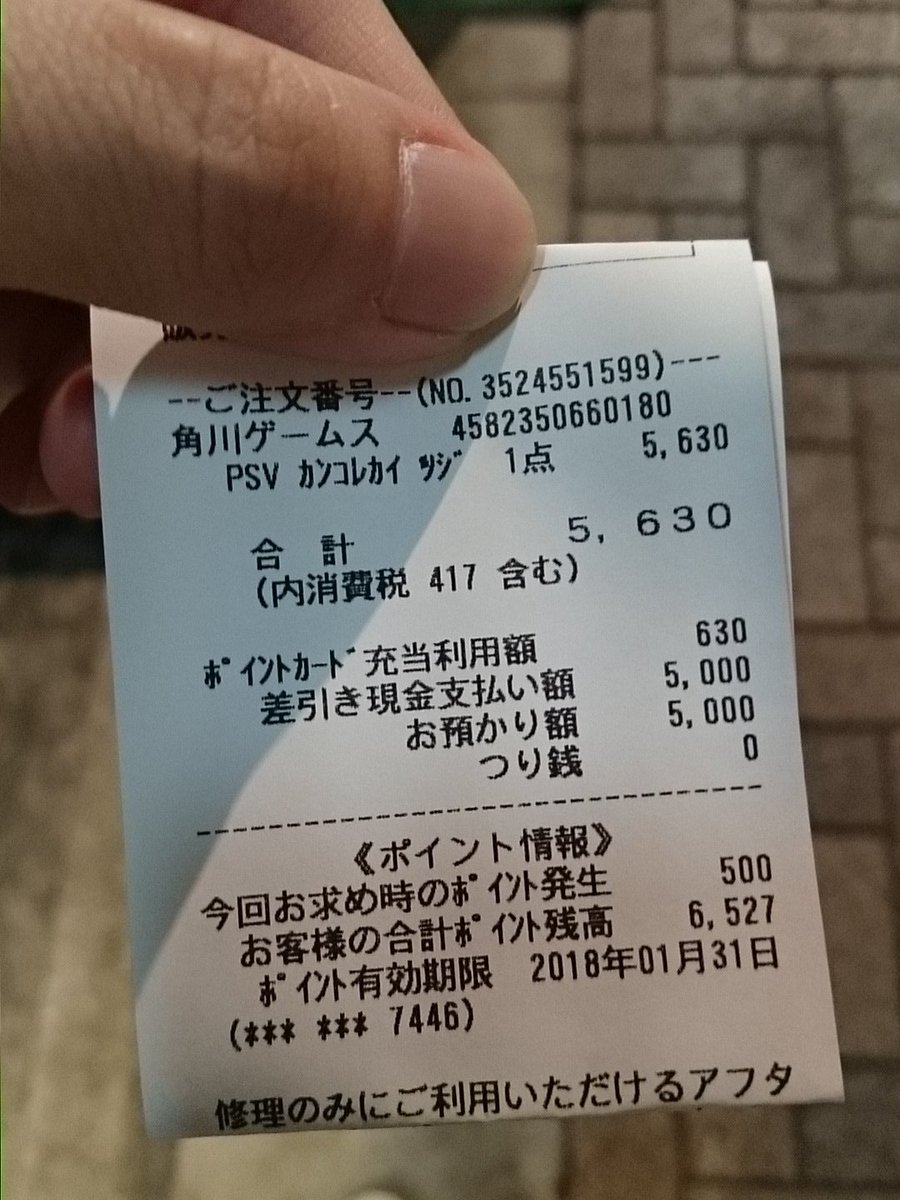 --ご注文番号--(NO.3524551599)---
角川ゲームス 4582350660180
PSV カンコレカイ ツジ 1点 5,630
合 計 5,630
(内消費税 417 含む)
ポイントカード充当利用額 630
差引き現金支払い額 5,000
お預かり額 5,000
つり銭 0
《ポイント情報》
今回お求め時のポイント発生 500
お客様の合計ポイント残高 6,527
ポイント有効期限 2018年01月31日
(*** *** 7446)
修理のみにご利用いただけるアフタ